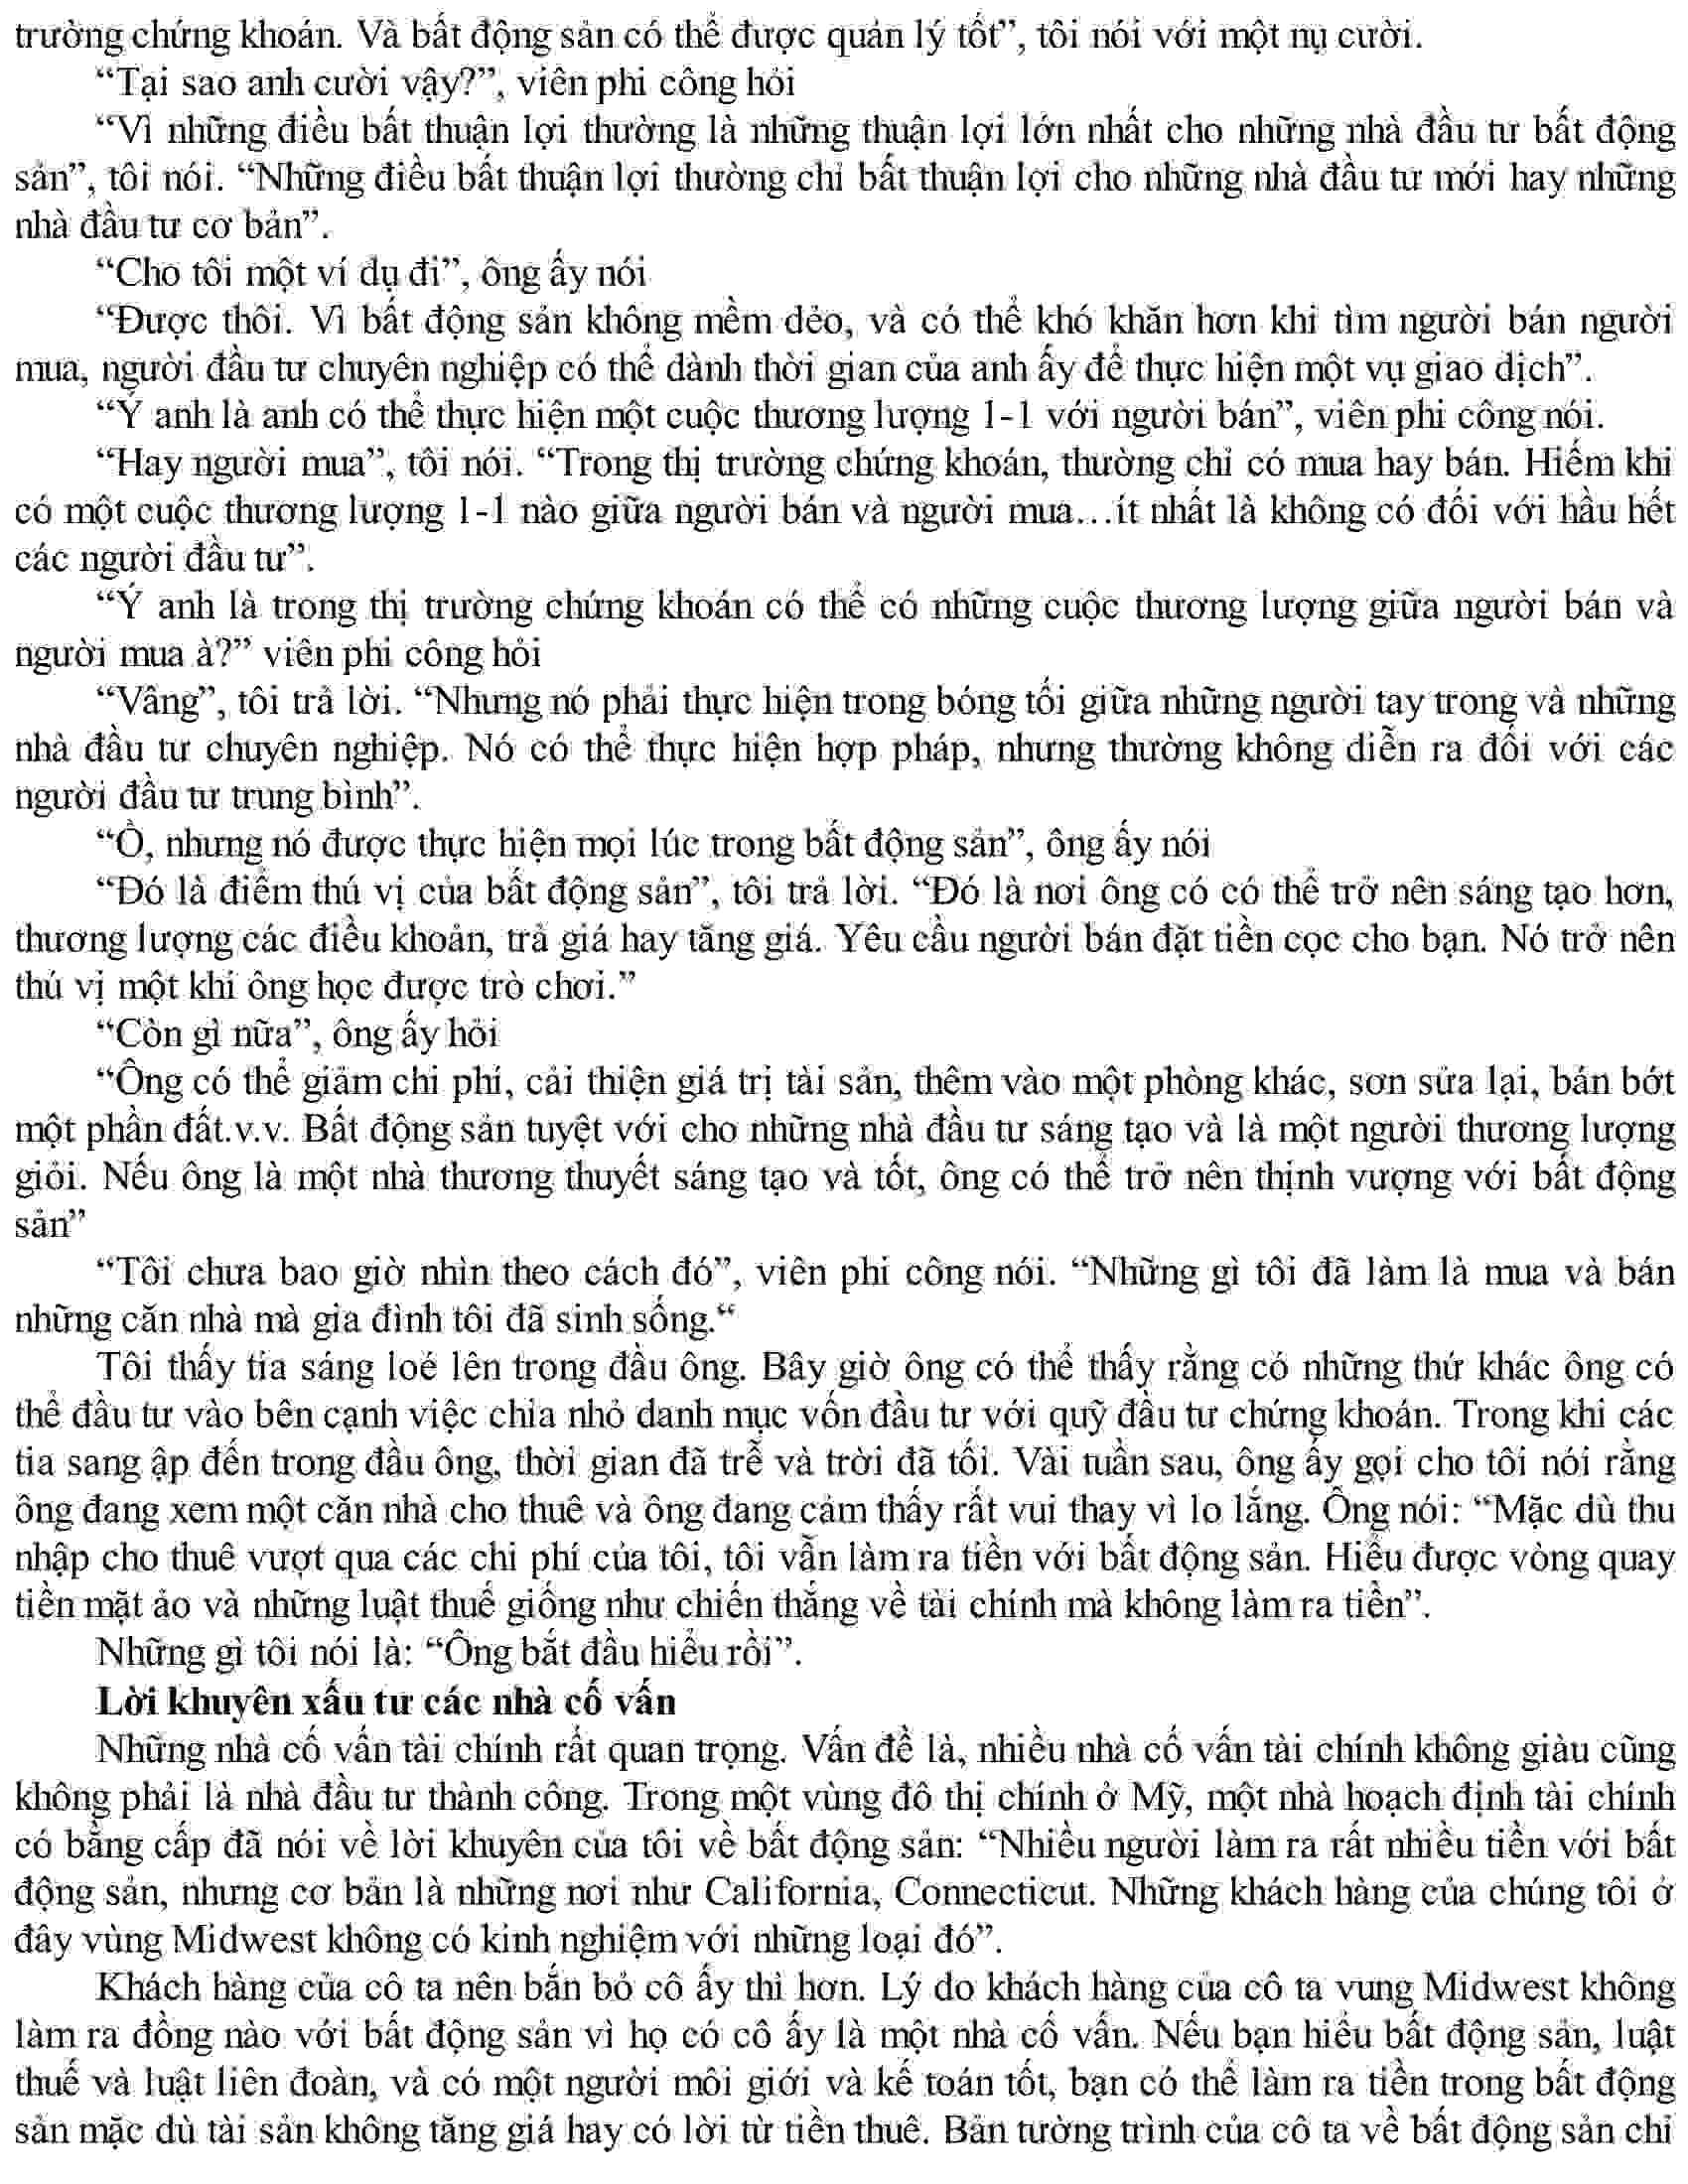 trường chứng khoán. Và bất động sản có thể được quản lý tốt”, tôi nói với một nụ cười.
“Tại sao anh cười vậy?”, viên phi công hỏi
“Vì những điều bất thuận lợi thường là những thuận lợi lớn nhất cho những nhà đầu tư bất động
sản”, tôi nói. “Những điều bất thuận lợi thường chỉ bất thuận lợi cho những nhà đầu tư mới hay những
nhà đầu tư cơ bản”.
“Cho tôi một ví dụ đi”, ông ấy nói
“Được thôi. Vì bất động sản không mềm dẻo, và có thể khó khăn hơn khi tìm người bán người
mua, người đầu tư chuyên nghiệp có thể dành thời gian của anh ấy để thực hiện một vụ giao dịch”.
“Ý anh là anh có thể thực hiện một cuộc thương lượng 1-1 với người bán”, viên phi công nói.
“Hay người mua”, tôi nói. “Trong thị trường chứng khoán, thường chỉ có mua hay bán. Hiếm khi
có một cuộc thương lượng 1-1 nào giữa người bán và người mua…ít nhất là không có đối với hầu hết
các người đầu tư”.
“Ý anh là trong thị trường chứng khoán có thể có những cuộc thương lượng giữa người bán và
người mua à?” viên phi công hỏi
“Vâng”, tôi trả lời. “Nhưng nó phải thực hiện trong bóng tối giữa những người tay trong và những
nhà đầu tư chuyên nghiệp. Nó có thể thực hiện hợp pháp, nhưng thường không diễn ra đối với các
người đầu tư trung bình”.
“Ồ, nhưng nó được thực hiện mọi lúc trong bất động sản”, ông ấy nói
“Đó là điểm thú vị của bất động sản”, tôi trả lời. “Đó là nơi ông có có thể trở nên sáng tạo hơn,
thương lượng các điều khoản, trả giá hay tăng giá. Yêu cầu người bán đặt tiền cọc cho bạn. Nó trở nên
thú vị một khi ông học được trò chơi.”
“Còn gì nữa”, ông ấy hỏi
“Ông có thể giảm chi phí, cải thiện giá trị tài sản, thêm vào một phòng khác, sơn sửa lại, bán bớt
một phần đất.v.v. Bất động sản tuyệt với cho những nhà đầu tư sáng tạo và là một người thương lượng
giỏi. Nếu ông là một nhà thương thuyết sáng tạo và tốt, ông có thể trở nên thịnh vượng với bất động
sản”
“Tôi chưa bao giờ nhìn theo cách đó”, viên phi công nói. “Những gì tôi đã làm là mua và bán
những căn nhà mà gia đình tôi đã sinh sống.“
Tôi thấy tia sáng loé lên trong đầu ông. Bây giờ ông có thể thấy rằng có những thứ khác ông có
thể đầu tư vào bên cạnh việc chia nhỏ danh mục vốn đầu tư với quỹ đầu tư chứng khoán. Trong khi các
tia sang ập đến trong đầu ông, thời gian đã trễ và trời đã tối. Vài tuần sau, ông ấy gọi cho tôi nói rằng
ông đang xem một căn nhà cho thuê và ông đang cảm thấy rất vui thay vì lo lắng. Ông nói: “Mặc dù thu
nhập cho thuê vượt qua các chi phí của tôi, tôi vẫn làm ra tiền với bất động sản. Hiểu được vòng quay
tiền mặt ảo và những luật thuế giống như chiến thắng về tài chính mà không làm ra tiền”.
Những gì tôi nói là: “Ông bắt đầu hiểu rồi”.
Lời khuyên xấu tư các nhà cố vấn
Những nhà cố vấn tài chính rất quan trọng. Vấn đề là, nhiều nhà cố vấn tài chính không giàu cũng
không phải là nhà đầu tư thành công. Trong một vùng đô thị chính ở Mỹ, một nhà hoạch định tài chính
có bằng cấp đã nói về lời khuyên của tôi về bất động sản: “Nhiều người làm ra rất nhiều tiền với bất
động sản, nhưng cơ bản là những nơi như California, Connecticut. Những khách hàng của chúng tôi ở
đây vùng Midwest không có kinh nghiệm với những loại đó”.
Khách hàng của cô ta nên bắn bỏ cô ấy thì hơn. Lý do khách hàng của cô ta vung Midwest không
làm ra đồng nào với bất động sản vì họ có cô ấy là một nhà cố vấn. Nếu bạn hiểu bất động sản, luật
thuế và luật liên đoàn, và có một người môi giới và kế toán tốt, bạn có thể làm ra tiền trong bất động
sản mặc dù tài sản không tăng giá hay có lời từ tiền thuê. Bản tường trình của cô ta về bất động sản chỉ